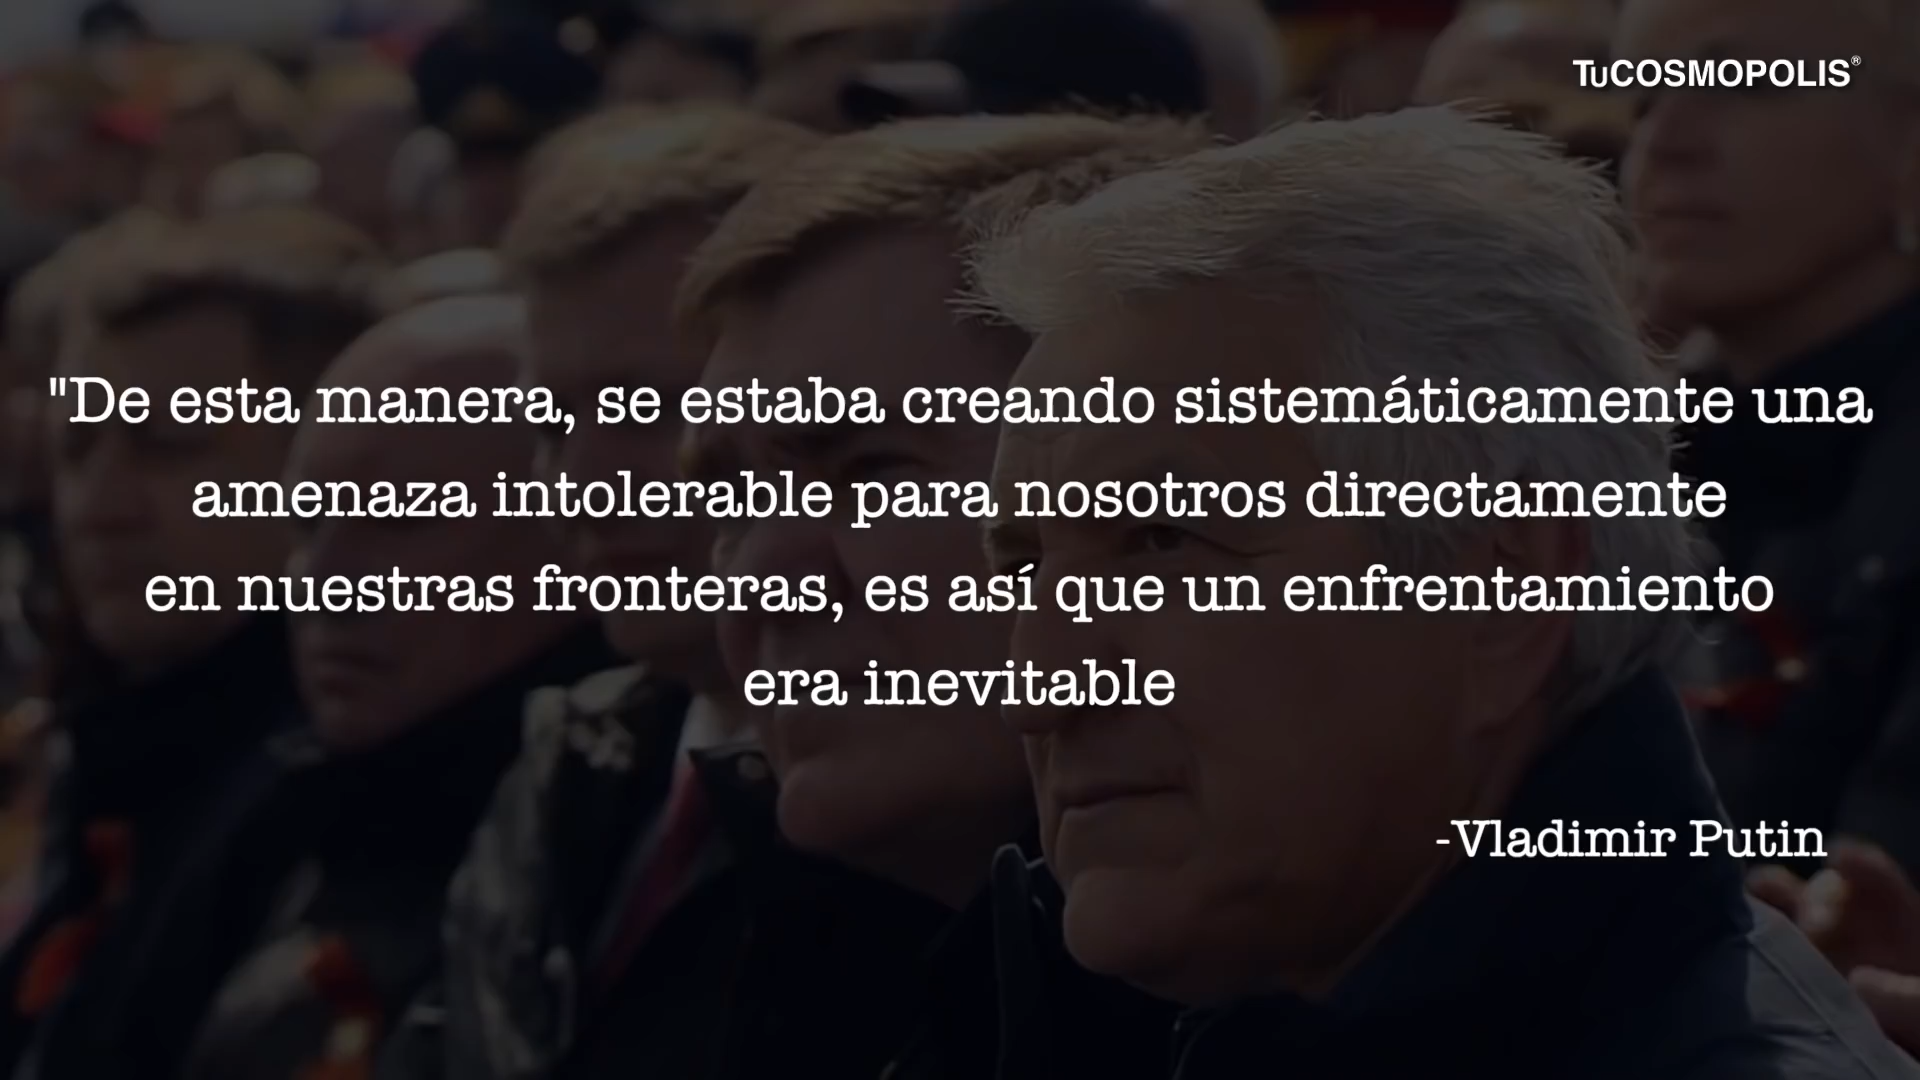 TuCOSMOPOLIS®
"De esta manera, se estaba creando sistemáticamente una
amenaza intolerable para nosotros directamente
en nuestras fronteras, es así que un enfrentamiento
era inevitable
-Vladimir Putin